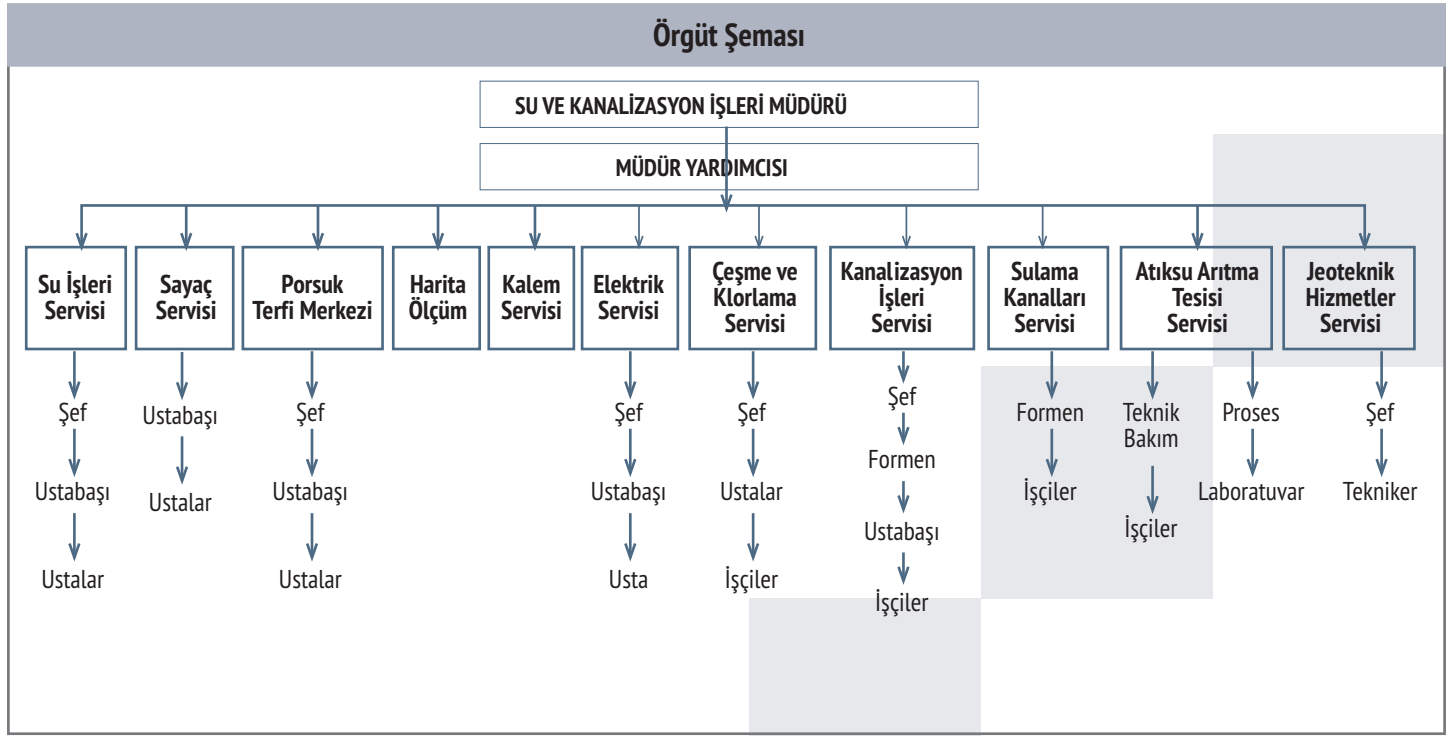 Örgüt Şeması
SU VE KANALİZASYON İŞLERİ MÜDÜRÜ
MÜDÜR YARDIMCISI
Su İşleri
Servisi
Sayaç
Servisi
Porsuk
Terfi Merkezi
Harita
Ölçüm
Kalem
Servisi
Elektrik
Servisi
Çeşme ve
Klorlama
Servisi
Kanalizasyon
İşleri
Servisi
Sulama
Kanalları
Servisi
Atıksu Arıtma
Tesisi
Servisi
Jeoteknik
Hizmetler
Servisi
Şef
Ustabaşı
Ustalar
Ustabaşı
Ustalar
Şef
Ustabaşı
Ustalar
Şef
Ustabaşı
Usta
Şef
Ustalar
İşçiler
Şef
Formen
Ustabaşı
İşçiler
Formen
İşçiler
Teknik
Bakım
İşçiler
Proses
Laboratuvar
Şef
Tekniker